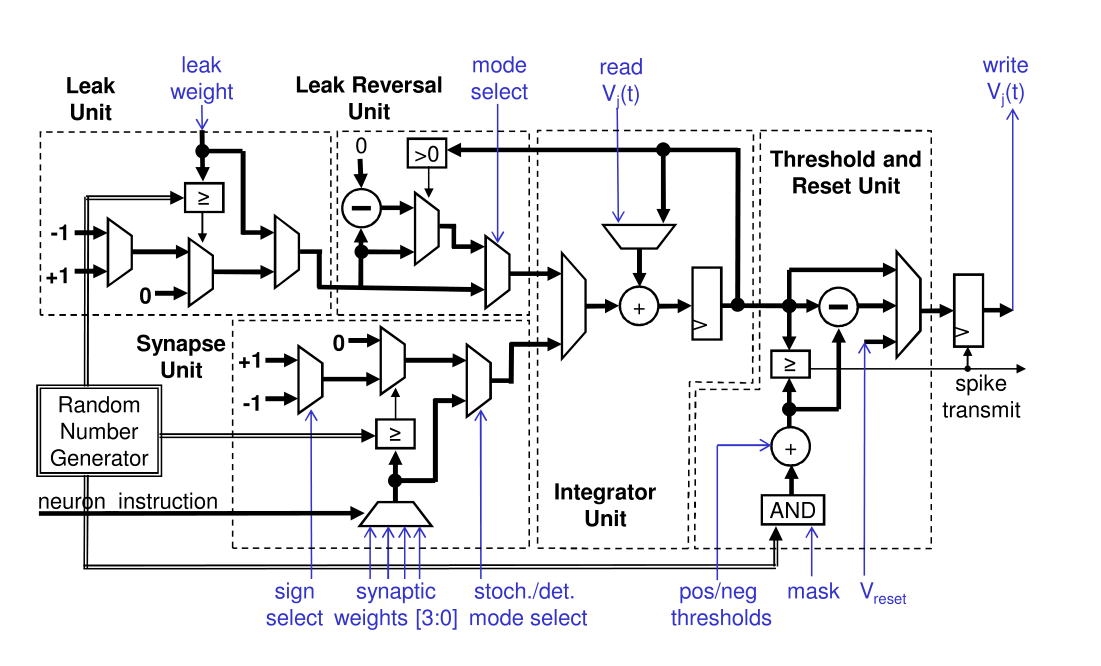 leak
weight
Leak
Unit
Leak Reversal
Unit
mode
select
read
Vj(t)
write
Vj(t)
0
>0
Threshold and
Reset Unit
≥
-1
+1
0
−
+
−
V
V
≥
spike
transmit
Synapse
Unit
0
+1
-1
≥
Random
Number
Generator
+
neuron instruction
Integrator
Unit
AND
sign
select
synaptic
weights [3:0]
stoch./det.
mode select
pos/neg
thresholds
mask
Vreset